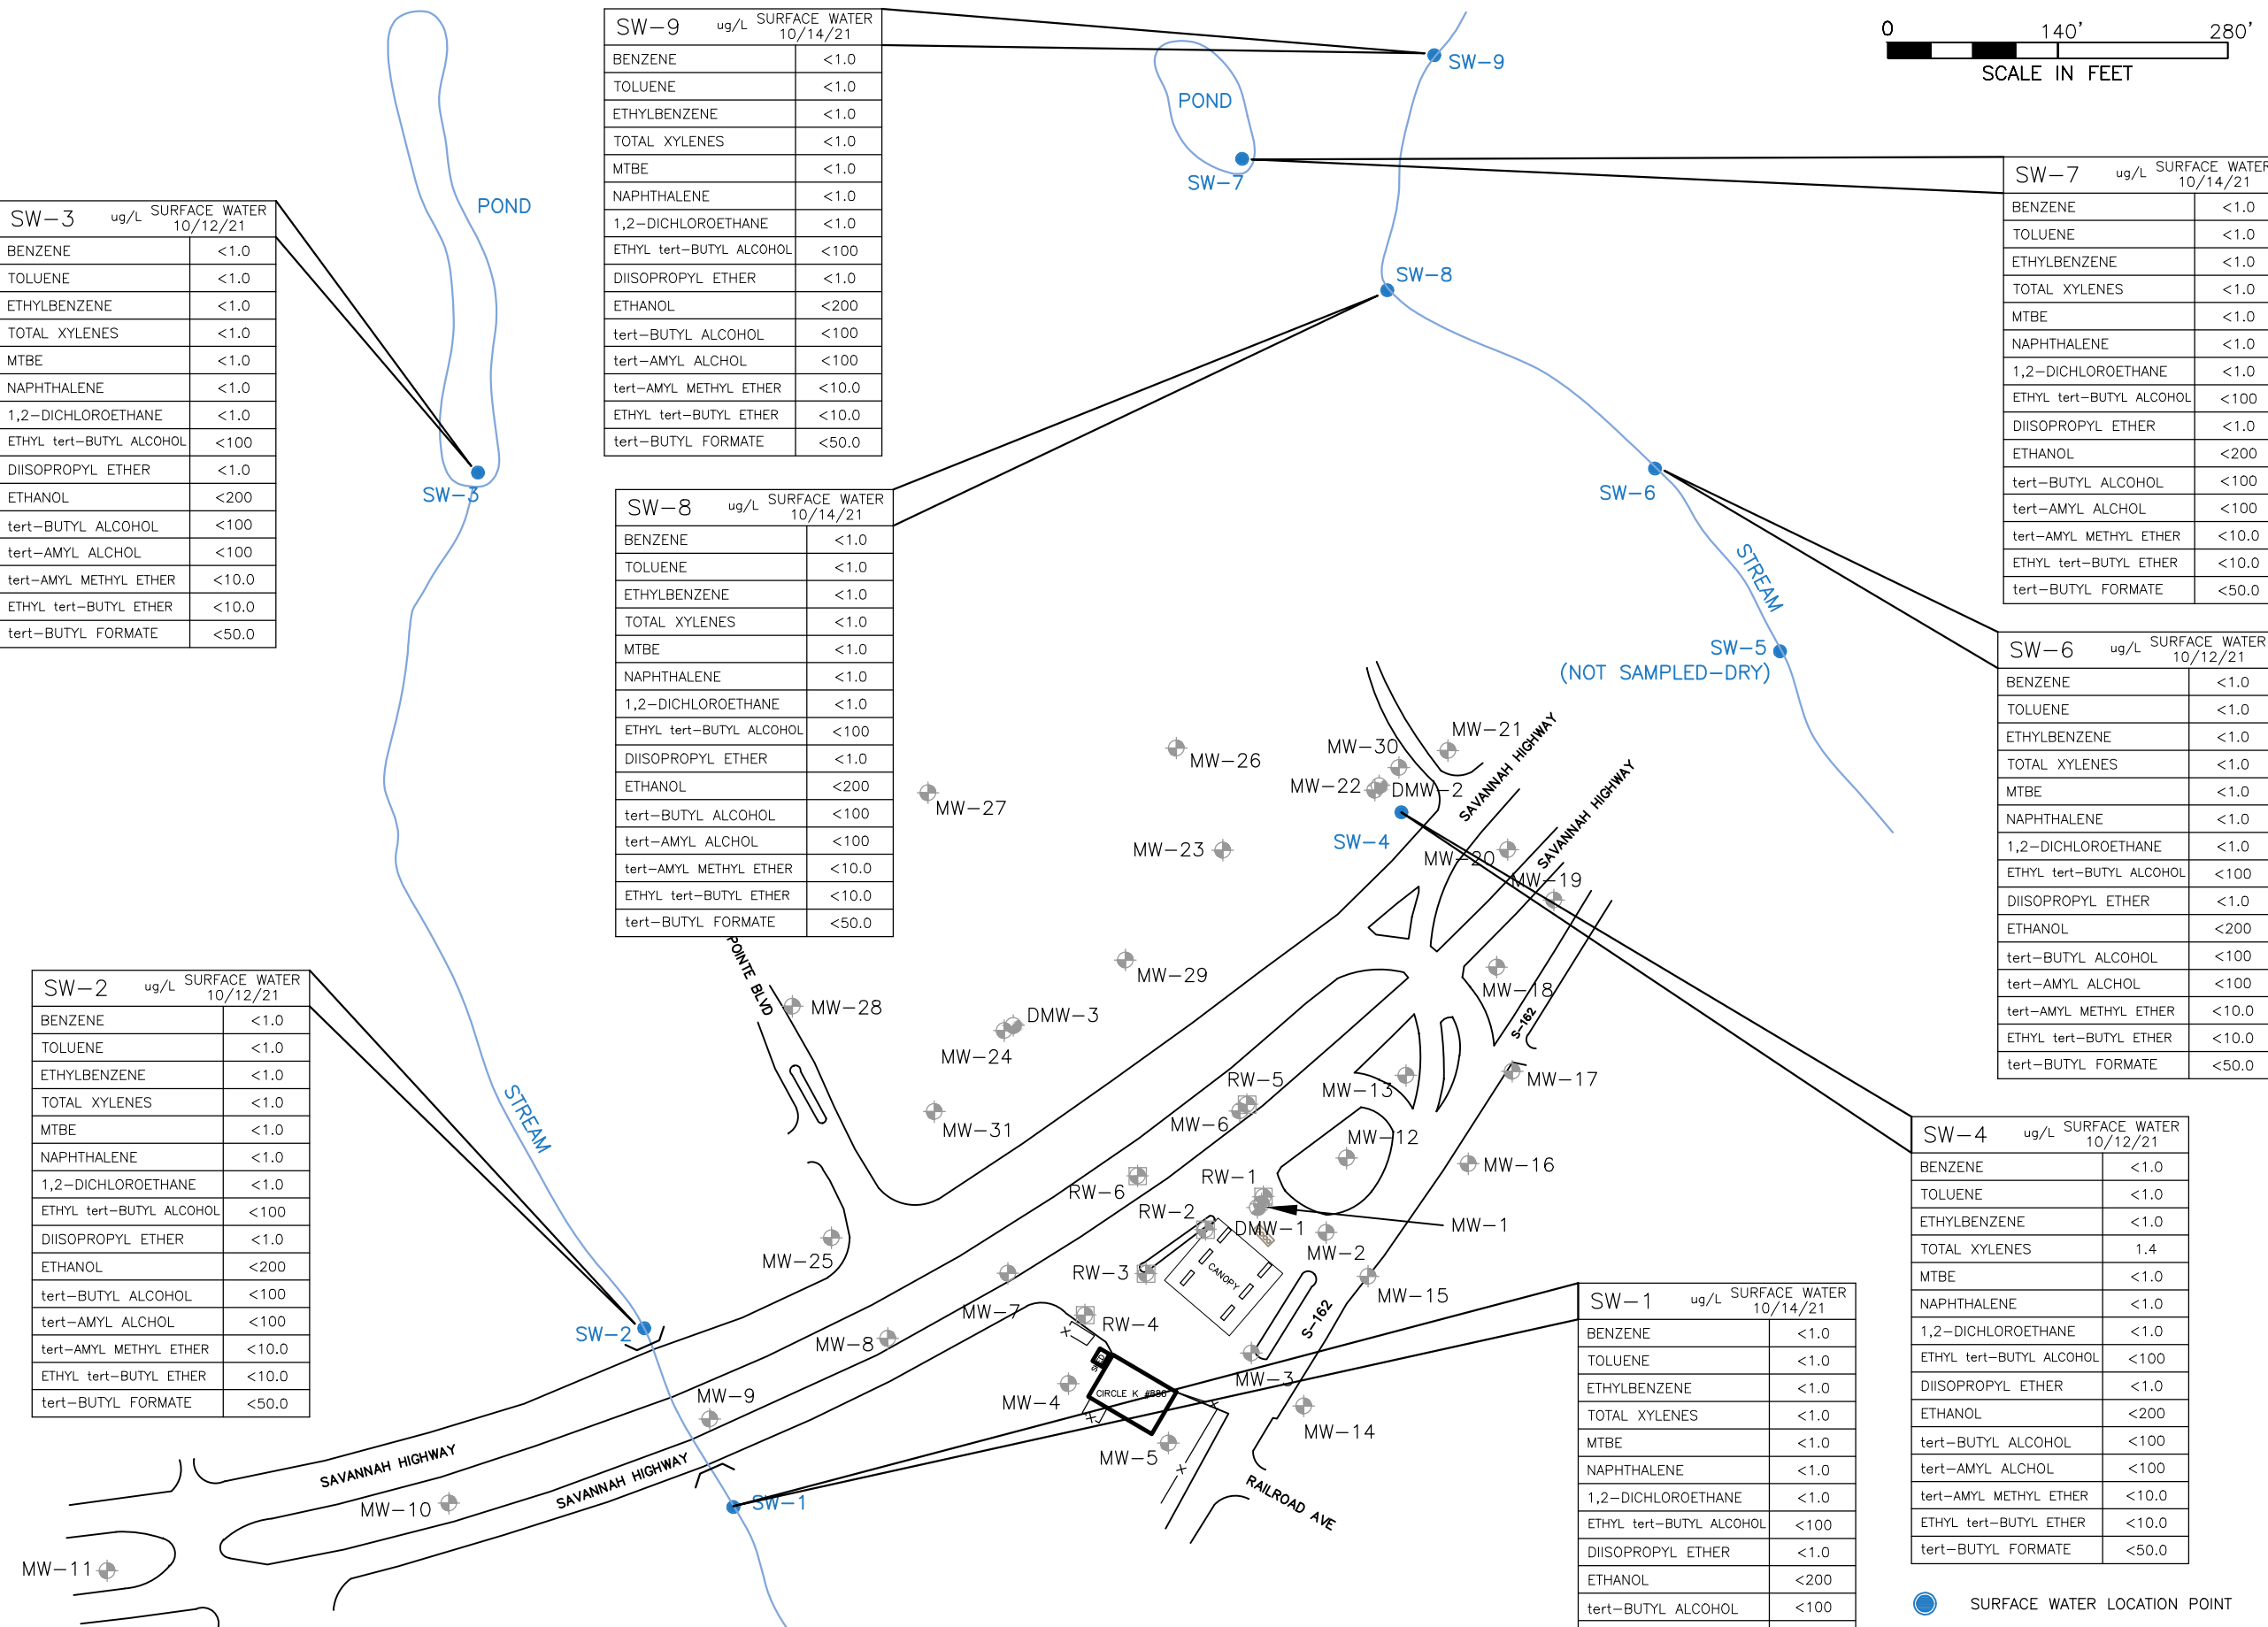 SW-9 ug/L SURFACE WATER 10/14/21
BENZENE <1.0
TOLUENE <1.0
ETHYLBENZENE <1.0
TOTAL XYLENES <1.0
MTBE <1.0
NAPHTHALENE <1.0
1,2-DICHLOROETHANE <1.0
ETHYL tert-BUTYL ALCOHOL <100
DIISOPROPYL ETHER <1.0
ETHANOL <200
tert-BUTYL ALCOHOL <100
tert-AMYL ALCHOL <100
tert-AMYL METHYL ETHER <10.0
ETHYL tert-BUTYL ETHER <10.0
tert-BUTYL FORMATE <50.0
0 140' 280'
SCALE IN FEET
SW-9
POND
SW-7
POND
SW-8
SW-3
SW-6
STREAM
SW-5
(NOT SAMPLED-DRY)
SW-3 ug/L SURFACE WATER 10/12/21
BENZENE <1.0
TOLUENE <1.0
ETHYLBENZENE <1.0
TOTAL XYLENES <1.0
MTBE <1.0
NAPHTHALENE <1.0
1,2-DICHLOROETHANE <1.0
ETHYL tert-BUTYL ALCOHOL <100
DIISOPROPYL ETHER <1.0
ETHANOL <200
tert-BUTYL ALCOHOL <100
tert-AMYL ALCHOL <100
tert-AMYL METHYL ETHER <10.0
ETHYL tert-BUTYL ETHER <10.0
tert-BUTYL FORMATE <50.0
SW-7 ug/L SURFACE WATER 10/14/21
BENZENE <1.0
TOLUENE <1.0
ETHYLBENZENE <1.0
TOTAL XYLENES <1.0
MTBE <1.0
NAPHTHALENE <1.0
1,2-DICHLOROETHANE <1.0
ETHYL tert-BUTYL ALCOHOL <100
DIISOPROPYL ETHER <1.0
ETHANOL <200
tert-BUTYL ALCOHOL <100
tert-AMYL ALCHOL <100
tert-AMYL METHYL ETHER <10.0
ETHYL tert-BUTYL ETHER <10.0
tert-BUTYL FORMATE <50.0
SW-8 ug/L SURFACE WATER 10/14/21
BENZENE <1.0
TOLUENE <1.0
ETHYLBENZENE <1.0
TOTAL XYLENES <1.0
MTBE <1.0
NAPHTHALENE <1.0
1,2-DICHLOROETHANE <1.0
ETHYL tert-BUTYL ALCOHOL <100
DIISOPROPYL ETHER <1.0
ETHANOL <200
tert-BUTYL ALCOHOL <100
tert-AMYL ALCHOL <100
tert-AMYL METHYL ETHER <10.0
ETHYL tert-BUTYL ETHER <10.0
tert-BUTYL FORMATE <50.0
SW-6 ug/L SURFACE WATER 10/12/21
BENZENE <1.0
TOLUENE <1.0
ETHYLBENZENE <1.0
TOTAL XYLENES <1.0
MTBE <1.0
NAPHTHALENE <1.0
1,2-DICHLOROETHANE <1.0
ETHYL tert-BUTYL ALCOHOL <100
DIISOPROPYL ETHER <1.0
ETHANOL <200
tert-BUTYL ALCOHOL <100
tert-AMYL ALCHOL <100
tert-AMYL METHYL ETHER <10.0
ETHYL tert-BUTYL ETHER <10.0
tert-BUTYL FORMATE <50.0
MW-21
MW-30
MW-26
MW-22
DMW-2
MW-27
SW-4
MW-23
SAVANNAH HIGHWAY
SAVANNAH HIGHWAY
MW-20
MW-19
MW-29
MW-18
S-162
POINTE BLVD
MW-28
DMW-3
MW-24
MW-17
RW-5
MW-13
MW-31
MW-6
MW-12
MW-16
RW-6
RW-1
RW-2
DMW-1
MW-1
MW-2
MW-25
RW-3
CANOPY
MW-15
MW-7
RW-4
S-162
MW-8
SW-2
MW-3
MW-4
CIRCLE K #886
MW-9
MW-14
MW-5
SAVANNAH HIGHWAY
SAVANNAH HIGHWAY
RAILROAD AVE
MW-10
SW-1
MW-11
STREAM
SW-2 ug/L SURFACE WATER 10/12/21
BENZENE <1.0
TOLUENE <1.0
ETHYLBENZENE <1.0
TOTAL XYLENES <1.0
MTBE <1.0
NAPHTHALENE <1.0
1,2-DICHLOROETHANE <1.0
ETHYL tert-BUTYL ALCOHOL <100
DIISOPROPYL ETHER <1.0
ETHANOL <200
tert-BUTYL ALCOHOL <100
tert-AMYL ALCHOL <100
tert-AMYL METHYL ETHER <10.0
ETHYL tert-BUTYL ETHER <10.0
tert-BUTYL FORMATE <50.0
SW-4 ug/L SURFACE WATER 10/12/21
BENZENE <1.0
TOLUENE <1.0
ETHYLBENZENE <1.0
TOTAL XYLENES 1.4
MTBE <1.0
NAPHTHALENE <1.0
1,2-DICHLOROETHANE <1.0
ETHYL tert-BUTYL ALCOHOL <100
DIISOPROPYL ETHER <1.0
ETHANOL <200
tert-BUTYL ALCOHOL <100
tert-AMYL ALCHOL <100
tert-AMYL METHYL ETHER <10.0
ETHYL tert-BUTYL ETHER <10.0
tert-BUTYL FORMATE <50.0
SW-1 ug/L SURFACE WATER 10/14/21
BENZENE <1.0
TOLUENE <1.0
ETHYLBENZENE <1.0
TOTAL XYLENES <1.0
MTBE <1.0
NAPHTHALENE <1.0
1,2-DICHLOROETHANE <1.0
ETHYL tert-BUTYL ALCOHOL <100
DIISOPROPYL ETHER <1.0
ETHANOL <200
tert-BUTYL ALCOHOL <100
SURFACE WATER LOCATION POINT